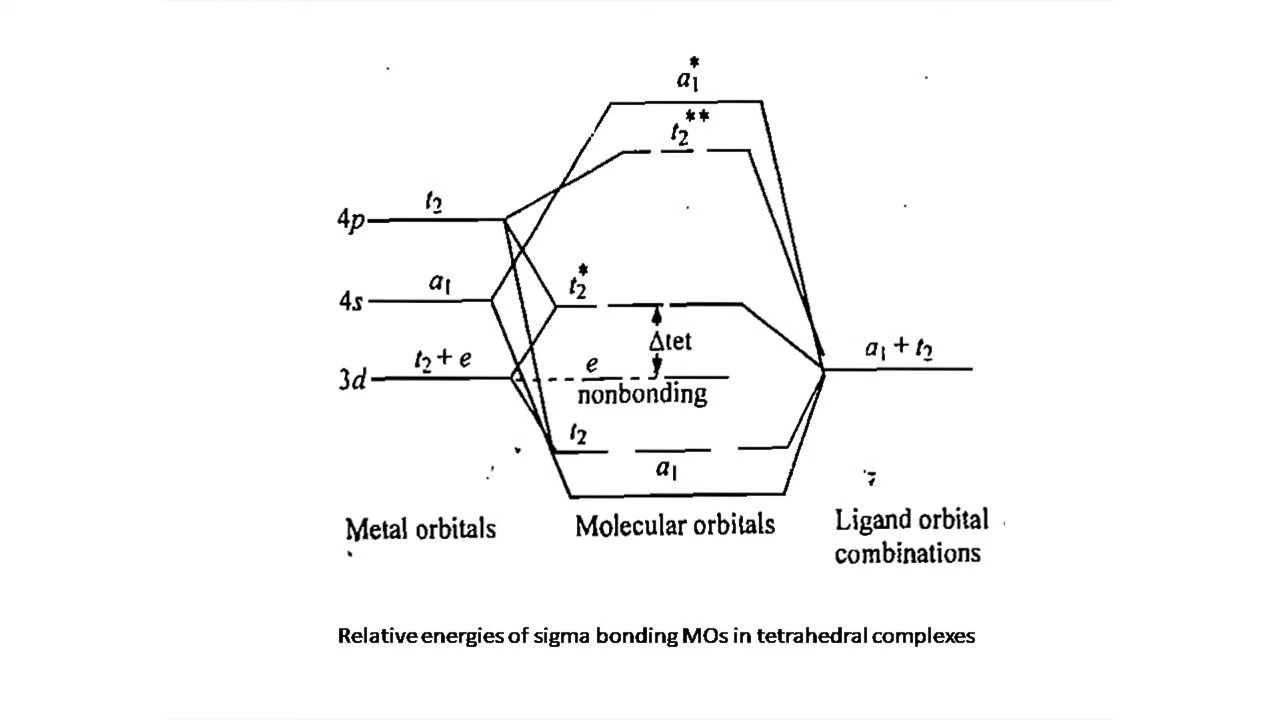 a₁*
t₂**
t₂
4p
a₁
4s
t₂*
Δtet
t₂ + e
3d
e
nonbonding
a₁ + t₂
t₂
a₁
Metal orbitals
Molecular orbitals
Ligand orbital
combinations
Relative energies of sigma bonding MOs in tetrahedral complexes